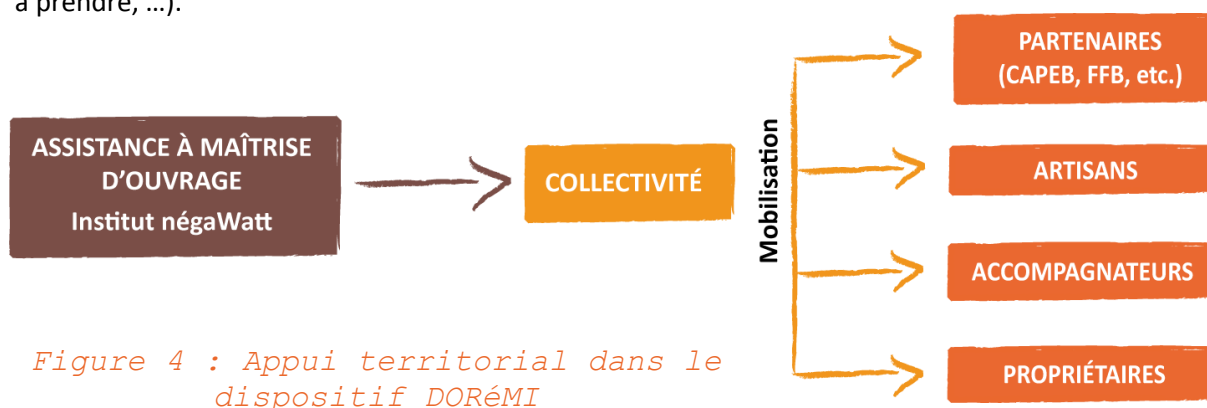 à prendre, …).
ASSISTANCE À MAÎTRISE
D’OUVRAGE
Institut négaWatt
COLLECTIVITÉ
Mobilisation
PARTENAIRES
(CAPEB, FFB, etc.)
ARTISANS
ACCOMPAGNATEURS
PROPRIÉTAIRES
Figure 4 : Appui territorial dans le
dispositif DORéMI